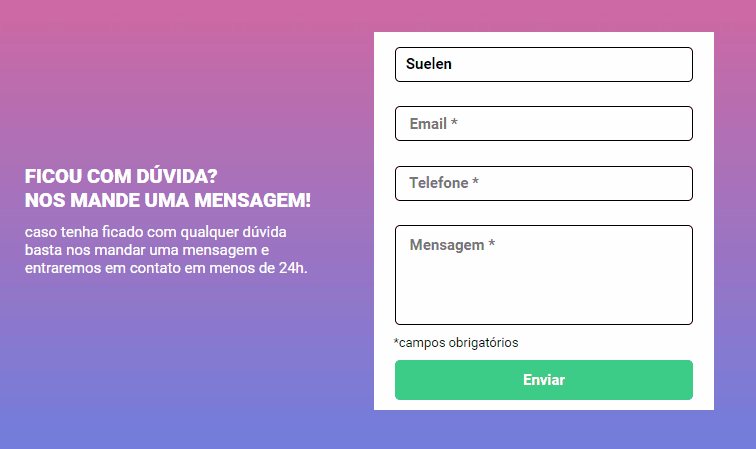 FICOU COM DÚVIDA?
NOS MANDE UMA MENSAGEM!
caso tenha ficado com qualquer dúvida
basta nos mandar uma mensagem e
entraremos em contato em menos de 24h.
Suelen
Email *
Telefone *
Mensagem *
*campos obrigatórios
Enviar